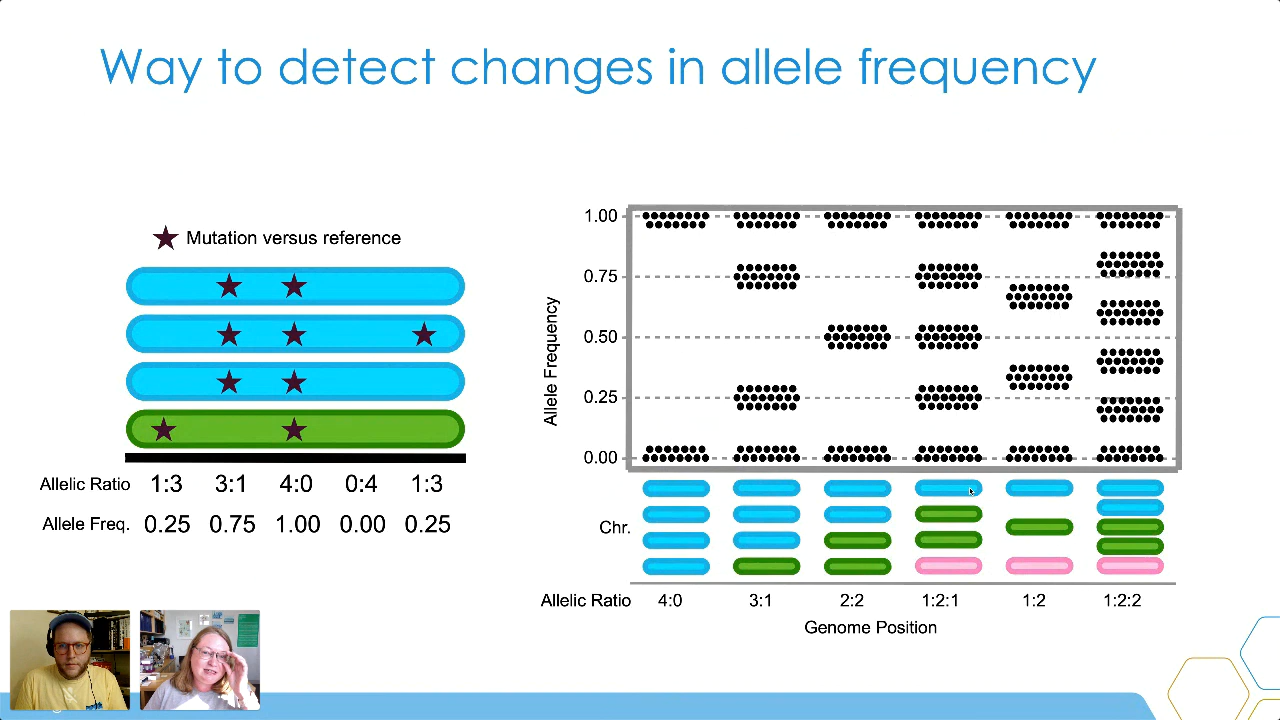 Way to detect changes in allele frequency
Mutation versus reference
Allelic Ratio 1:3 3:1 4:0 0:4 1:3
Allele Freq. 0.25 0.75 1.00 0.00 0.25
Allele Frequency
1.00
0.75
0.50
0.25
0.00
Chr.
Allelic Ratio 4:0 3:1 2:2 1:2:1 1:2 1:2:2
Genome Position